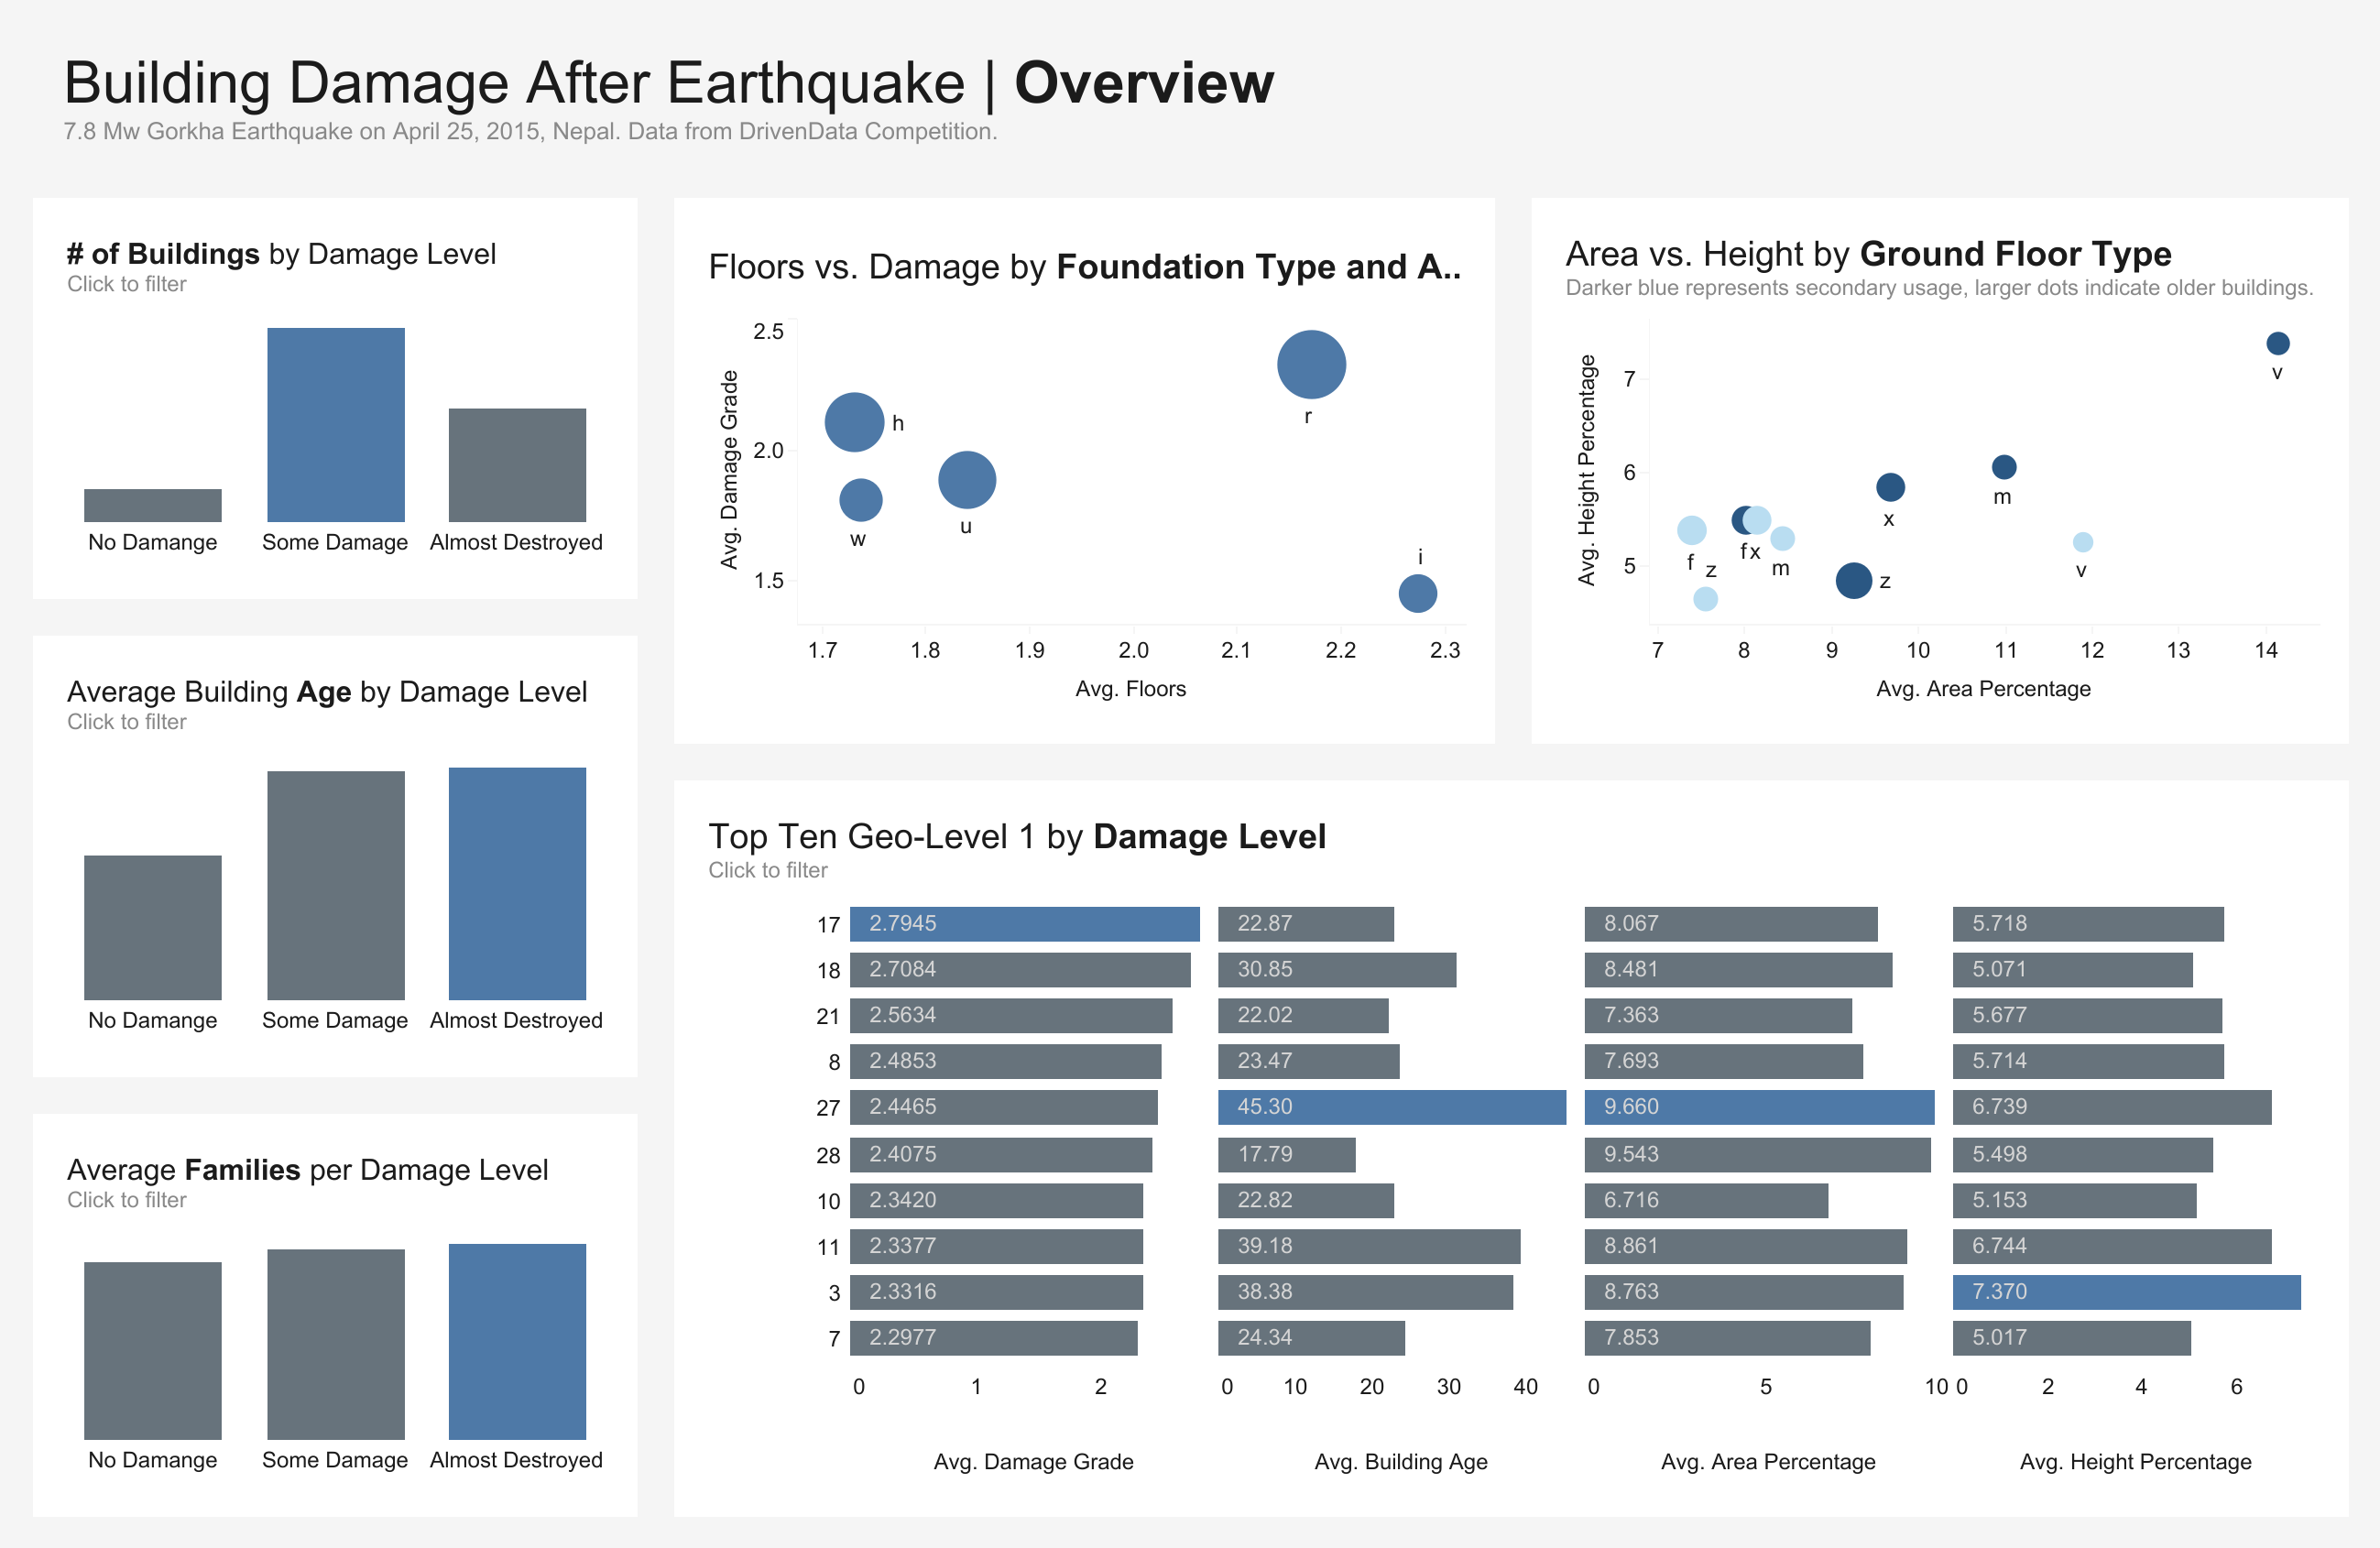 Building Damage After Earthquake | Overview
7.8 Mw Gorkha Earthquake on April 25, 2015, Nepal. Data from DrivenData Competition.
# of Buildings by Damage Level
Click to filter
No Damange Some Damage Almost Destroyed
Average Building Age by Damage Level
Click to filter
No Damange Some Damage Almost Destroyed
Average Families per Damage Level
Click to filter
No Damange Some Damage Almost Destroyed
Floors vs. Damage by Foundation Type and A..
Avg. Damage Grade
2.5
2.0
1.5
h
w
u
r
i
1.7 1.8 1.9 2.0 2.1 2.2 2.3
Avg. Floors
Area vs. Height by Ground Floor Type
Darker blue represents secondary usage, larger dots indicate older buildings.
Avg. Height Percentage
7
6
5
v
m
x
f z f x m z v
7 8 9 10 11 12 13 14
Avg. Area Percentage
Top Ten Geo-Level 1 by Damage Level
Click to filter
17 2.7945 22.87 8.067 5.718
18 2.7084 30.85 8.481 5.071
21 2.5634 22.02 7.363 5.677
8 2.4853 23.47 7.693 5.714
27 2.4465 45.30 9.660 6.739
28 2.4075 17.79 9.543 5.498
10 2.3420 22.82 6.716 5.153
11 2.3377 39.18 8.861 6.744
3 2.3316 38.38 8.763 7.370
7 2.2977 24.34 7.853 5.017
0 1 2 0 10 20 30 40 0 5 10 0 2 4 6
Avg. Damage Grade Avg. Building Age Avg. Area Percentage Avg. Height Percentage